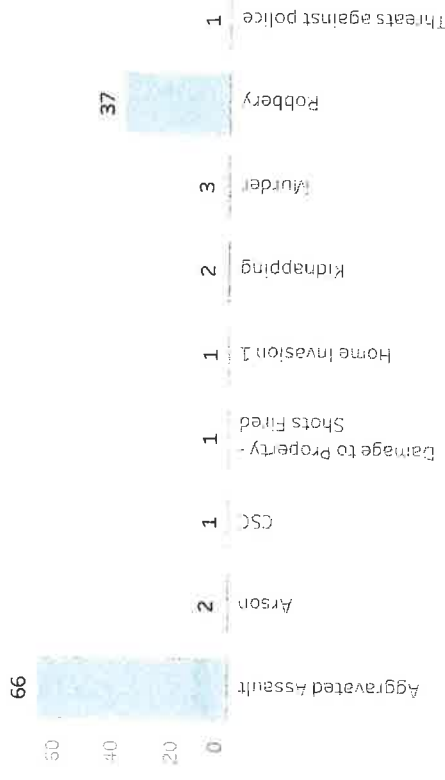 66
2
1
1
1
2
3
37
1
60
40
20
0
Aggravated Assault
Arson
CSC
Damage to Property -
Shots Fired
Home Invasion 1
Kidnapping
Murder
Robbery
Threats against police